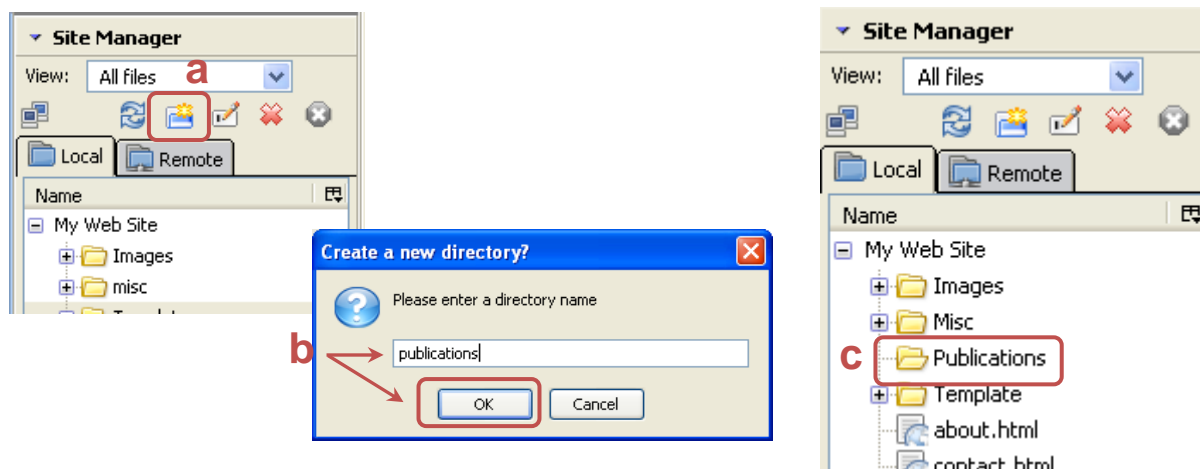 Site Manager
View: All files
a
Local Remote
Name
My Web Site
Images
misc
Create a new directory?
Please enter a directory name
b
publications
OK Cancel
Site Manager
View: All files
Local Remote
Name
My Web Site
Images
Misc
c
Publications
Template
about.html
contact.html